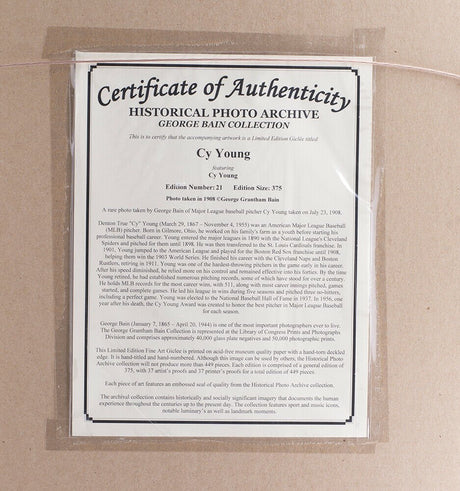 Certificate of Authenticity
HISTORICAL PHOTO ARCHIVE
GEORGE BAIN COLLECTION
This is to certify that the accompanying artwork is a Limited Edition Giclée titled
Cy Young
featuring
Cy Young
Edision Number: 21 Edition Size: 375
Photo taken in 1908 ©George Grantham Bain
A rare photo taken by George Bain of Major League baseball pitcher Cy Young taken on July 23, 1908.
Denton True "Cy" Young (March 29, 1867 – November 4, 1955) was an American Major League Baseball
(MLB) pitcher. Born in Gilmore, Ohio, he worked on his family's farm as a youth before starting his
professional baseball career. Young entered the major leagues in 1890 with the National League's Cleveland
Spiders and pitched for them until 1898. He was then transferred to the St. Louis Cardinals franchise. In
1901, Young jumped to the American League and played for the Boston Red Sox franchise until 1908,
helping them win the 1903 World Series. He finished his career with the Cleveland Naps and Boston
Rustlers, retiring in 1911. Young was one of the hardest-throwing pitchers in the game early in his career.
After his speed diminished, he relied more on his control and remained effective into his forties. By the time
Young retired, he had established numerous pitching records, some of which have stood for over a century.
He holds MLB records for the most career wins, with 511, along with most career innings pitched, games
started, and complete games. He led his league in wins during five seasons and pitched three no-hitters,
including a perfect game. Young was elected to the National Baseball Hall of Fame in 1937. In 1956, one
year after his death, the Cy Young Award was created to honor the best pitcher in Major League Baseball
for each season.
George Bain (January 7, 1865 – April 20, 1944) is one of the most important photographers ever to live.
The George Grantham Bain Collection is represented at the Library of Congress Prints and Photographs
Division and comprises approximately 40,000 glass plate negatives and 50,000 photographic prints.
This Limited Edition Fine Art Giclee is printed on acid-free museum quality paper with a hand-torn deckled
edge. It is hand-titled and hand-numbered. Although this image can be used by others, the Historical Photo
Archive collection will not produce more than 449 pieces. Each edition is comprised of a general edition of
375, with 37 artist's proofs and 37 printer's proofs for a total edition of 449 pieces.
Each piece of art features an embossed seal of quality from the Historical Photo Archive collection.
The archival collection contains historically and socially significant imagery that documents the human
experience throughout the centuries up to the present day. The collection features sport and music icons,
notable luminary's as well as landmark moments.